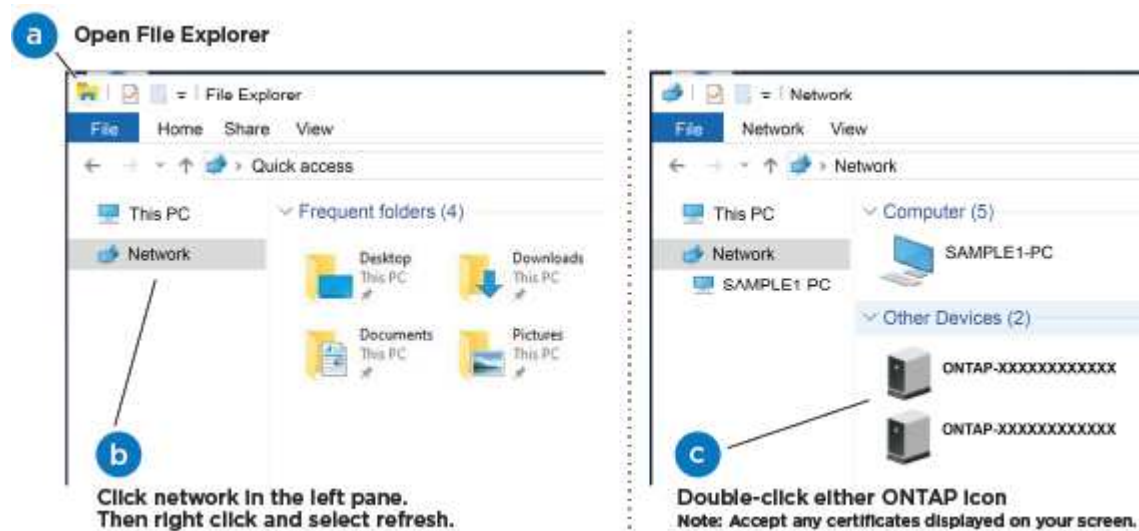 a Open File Explorer
File Explorer
File Home Share View
Quick access
This PC
Network
Frequent folders (4)
Desktop
This PC
Downloads
This PC
Documents
This PC
Pictures
This PC
b
Click network in the left pane.
Then right click and select refresh.
Network
File Network View
Network
This PC
Network
SAMPLE1 PC
Computer (5)
SAMPLE1-PC
Other Devices (2)
ONTAP-XXXXXXXXXXXX
ONTAP-XXXXXXXXXXXX
c
Double-click either ONTAP icon
Note: Accept any certificates displayed on your screen.